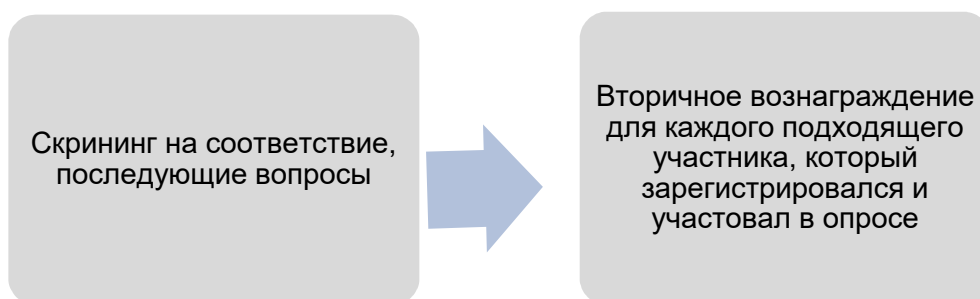 Скрининг на соответствие,
последующие вопросы
Вторичное вознаграждение
для каждого подходящего
участника, который
зарегистрировался и
участовал в опросе